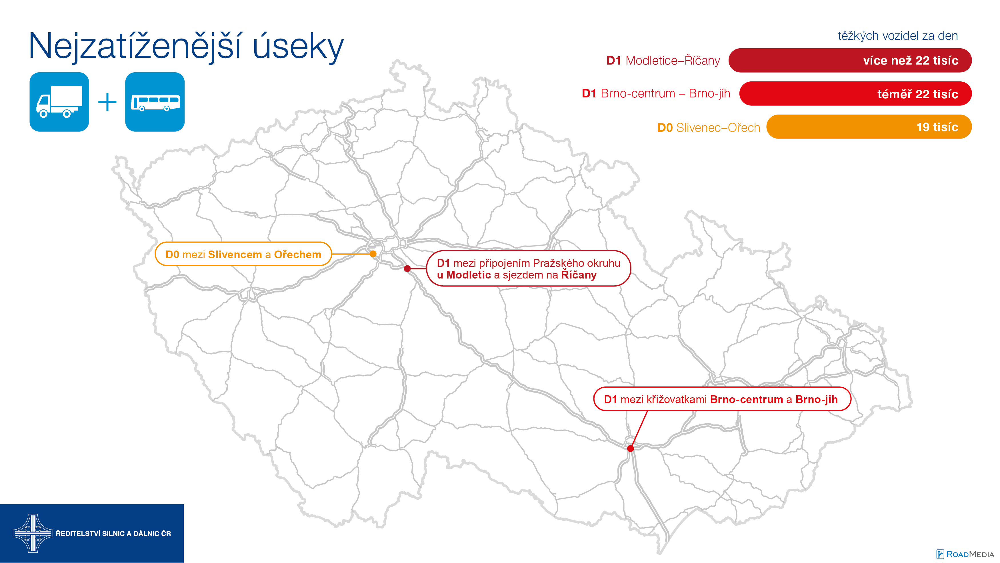 Nejzatíženější úseky
+
těžkých vozidel za den
D1 Modletice–Říčany
více než 22 tisíc
D1 Brno-centrum – Brno-jih
téměř 22 tisíc
D0 Slivenec–Ořech
19 tisíc
D0 mezi Slivencem a Ořechem
D1 mezi připojením Pražského okruhu
u Modletic a sjezdem na Říčany
D1 mezi křižovatkami Brno-centrum a Brno-jih
ŘEDITELSTVÍ SILNIC A DÁLNIC ČR
ROADMEDIA